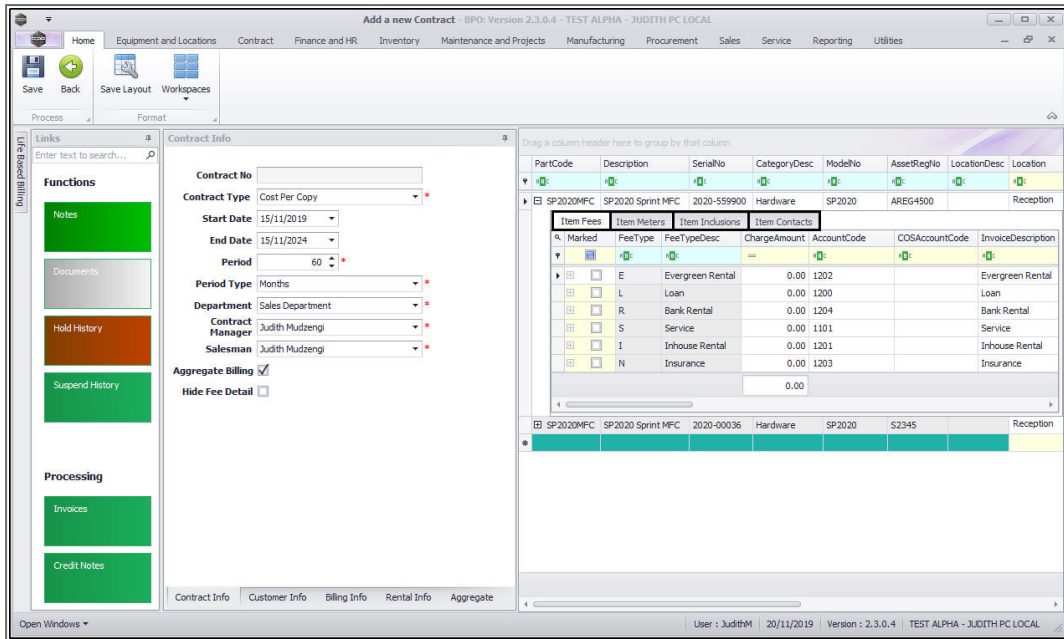 Add a new Contract - BPO: Version 2.3.0.4 - TEST ALPHA - JUDITH PC LOCAL
Home Equipment and Locations Contract Finance and HR Inventory Maintenance and Projects Manufacturing Procurement Sales Service Reporting Utilities
Save Back Save Layout Workspaces
Process Format
Life Based Billing
Links
Enter text to search...
Functions
Notes
Documents
Hold History
Suspend History
Processing
Invoices
Credit Notes
Contract Info
Contract No
Contract Type Cost Per Copy *
Start Date 15/11/2019
End Date 15/11/2024
Period 60 *
Period Type Months *
Department Sales Department *
Contract
Manager Judith Mudzengi *
Salesman Judith Mudzengi *
Aggregate Billing
Hide Fee Detail
Contract Info Customer Info Billing Info Rental Info Aggregate
Drag a column header here to group by that column
PartCode Description SerialNo CategoryDesc ModelNo AssetRegNo LocationDesc Location
SP2020MFC SP2020 Sprint MFC 2020-559900 Hardware SP2020 AREG4500 Reception
Item Fees Item Meters Item Inclusions Item Contacts
Marked FeeType FeeTypeDesc ChargeAmount AccountCode COSAccountCode InvoiceDescription
=
E Evergreen Rental 0.00 1202 Evergreen Rental
L Loan 0.00 1200 Loan
R Bank Rental 0.00 1204 Bank Rental
S Service 0.00 1101 Service
I Inhouse Rental 0.00 1201 Inhouse Rental
N Insurance 0.00 1203 Insurance
0.00
SP2020MFC SP2020 Sprint MFC 2020-00036 Hardware SP2020 S2345 Reception
Open Windows User : JudithM 20/11/2019 Version : 2.3.0.4 TEST ALPHA - JUDITH PC LOCAL